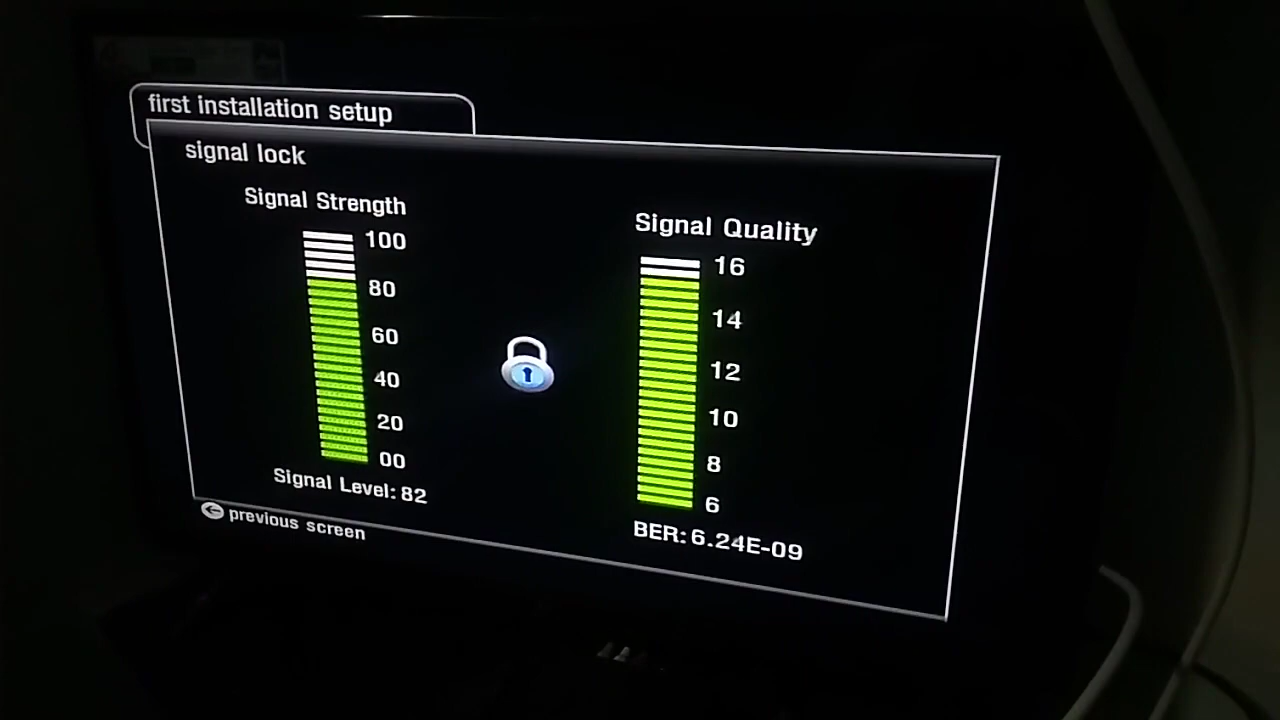 first installation setup
signal lock
Signal Strength
100
80
60
40
20
00
Signal Level: 82
Signal Quality
16
14
12
10
8
6
BER: 6.24E-09
previous screen